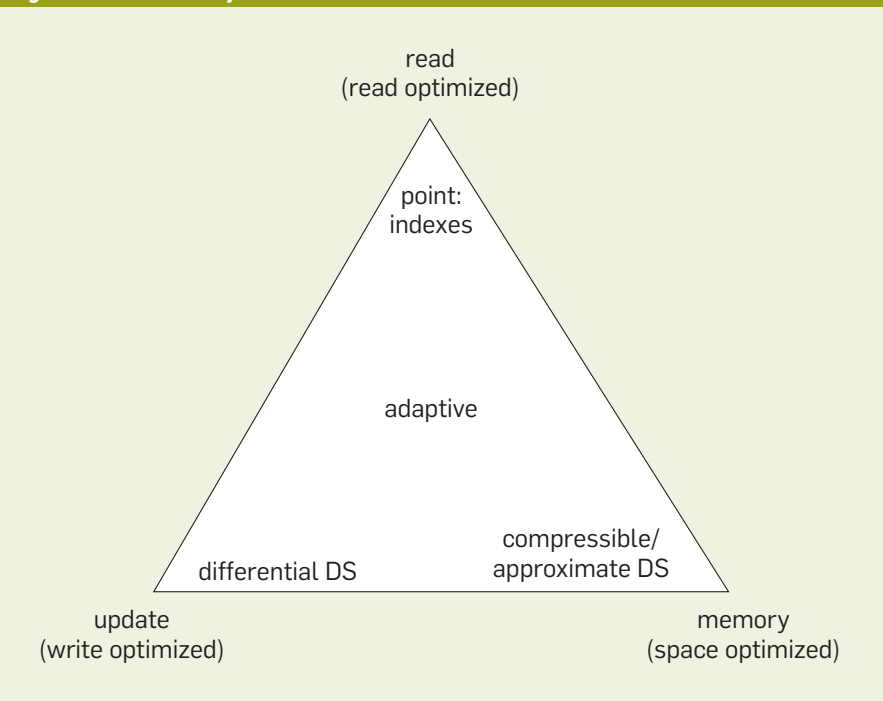 read
(read optimized)
point:
indexes
adaptive
compressible/
approximate DS
differential DS
update
(write optimized)
memory
(space optimized)